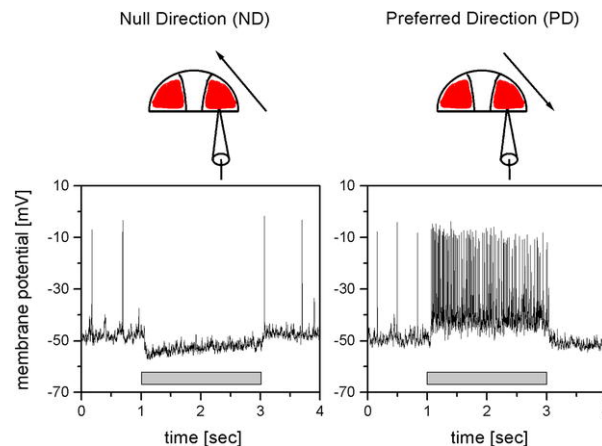 Null Direction (ND)
Preferred Direction (PD)
membrane potential [mV]
10
-10
-30
-50
-70
0 1 2 3 4
time [sec]
10
-10
-30
-50
-70
0 1 2 3
time [sec]